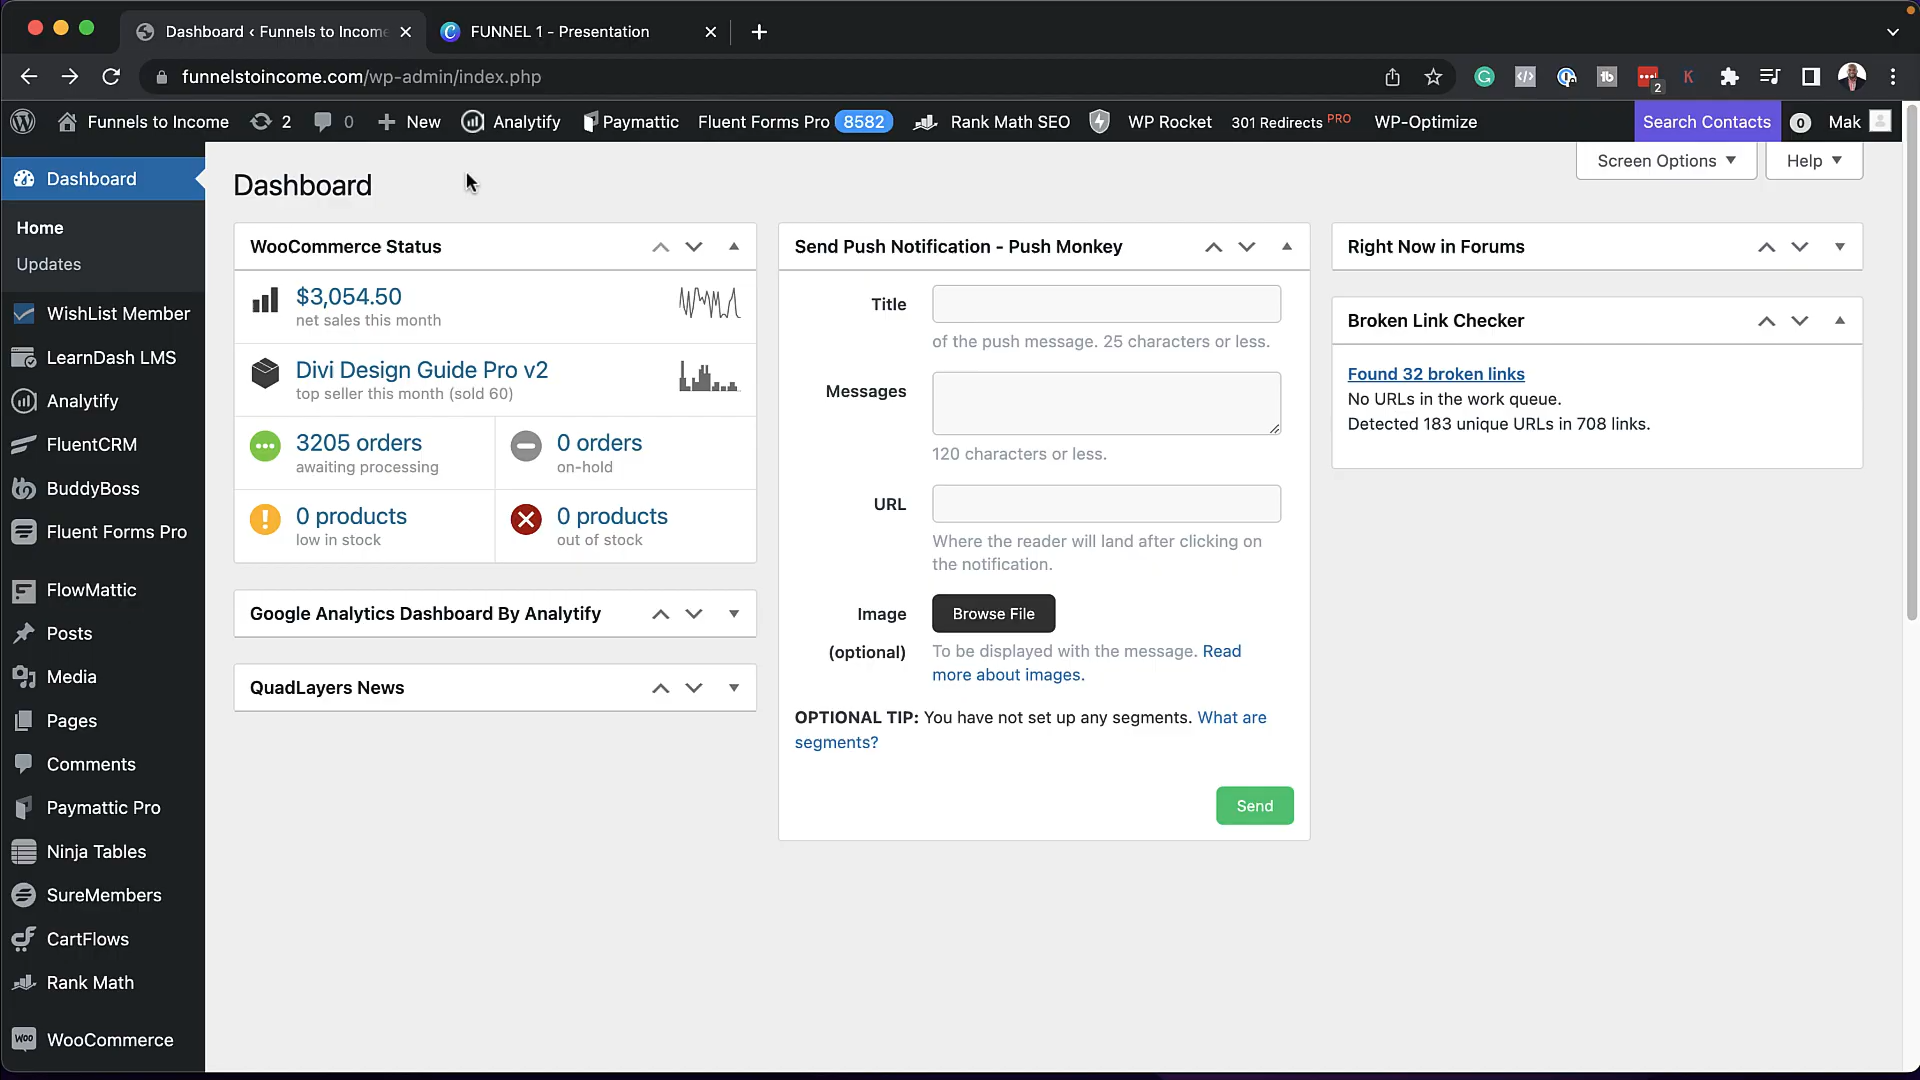 Dashboard ‹ Funnels to Income
FUNNEL 1 - Presentation
funnelstoincome.com/wp-admin/index.php
2
Funnels to Income
2
0
New
Analytify
Paymattic
Fluent Forms Pro 8582
Rank Math SEO
WP Rocket
301 Redirects PRO
WP-Optimize
Search Contacts
0
Mak
Screen Options
Help
Dashboard
Home
Updates
WishList Member
LearnDash LMS
Analytify
FluentCRM
BuddyBoss
Fluent Forms Pro
FlowMattic
Posts
Media
Pages
Comments
Paymattic Pro
Ninja Tables
SureMembers
CartFlows
Rank Math
WooCommerce
Dashboard
WooCommerce Status
$3,054.50
net sales this month
Divi Design Guide Pro v2
top seller this month (sold 60)
3205 orders
awaiting processing
0 orders
on-hold
0 products
low in stock
0 products
out of stock
Google Analytics Dashboard By Analytify
QuadLayers News
Send Push Notification - Push Monkey
Title
of the push message. 25 characters or less.
Messages
120 characters or less.
URL
Where the reader will land after clicking on
the notification.
Image
(optional)
Browse File
To be displayed with the message. Read
more about images.
OPTIONAL TIP: You have not set up any segments. What are
segments?
Send
Right Now in Forums
Broken Link Checker
Found 32 broken links
No URLs in the work queue.
Detected 183 unique URLs in 708 links.